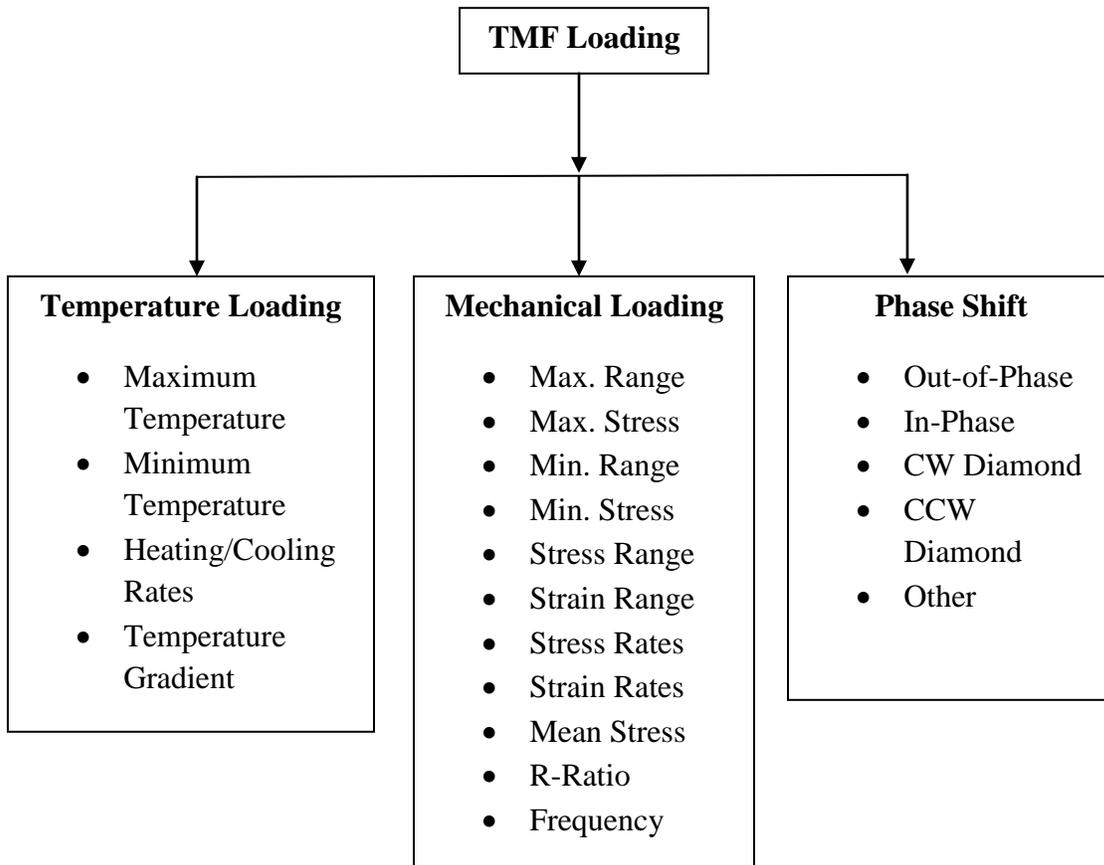 TMF Loading
Temperature Loading
• Maximum
Temperature
• Minimum
Temperature
• Heating/Cooling
Rates
• Temperature
Gradient
Mechanical Loading
• Max. Range
• Max. Stress
• Min. Range
• Min. Stress
• Stress Range
• Strain Range
• Stress Rates
• Strain Rates
• Mean Stress
• R-Ratio
• Frequency
Phase Shift
• Out-of-Phase
• In-Phase
• CW Diamond
• CCW
Diamond
• Other